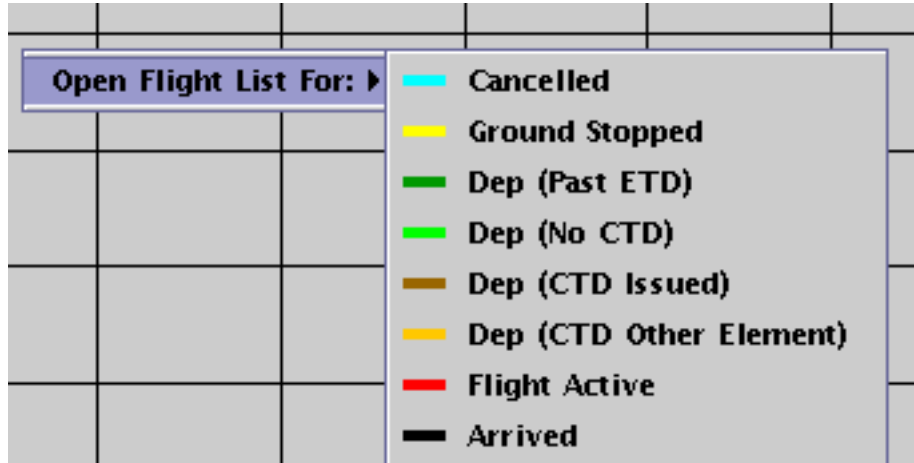 Open Flight List For:
Cancelled
Ground Stopped
Dep (Past ETD)
Dep (No CTD)
Dep (CTD Issued)
Dep (CTD Other Element)
Flight Active
Arrived